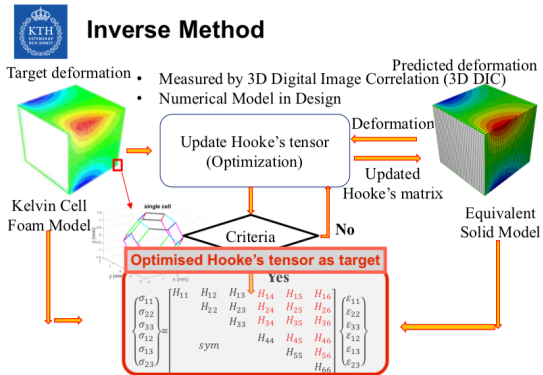 KTH
VETENSKAP
OCH KONST
Inverse Method
Target deformation
• Measured by 3D Digital Image Correlation (3D DIC)
• Numerical Model in Design
Predicted deformation
Update Hooke's tensor
(Optimization)
Deformation
Updated
Hooke's matrix
Kelvin Cell
Foam Model
single cell
y (mm)
x (mm)
Criteria
No
Equivalent
Solid Model
Optimised Hooke's tensor as target
Yes
σ11 σ22 σ33 σ12 σ13 σ23
=
H11 H12 H13 H14 H15 H16
H22 H23 H24 H25 H26
H33 H34 H35 H36
H44 H45 H46
sym
H55 H56
H66
ε11 ε22 ε33 ε12 ε13 ε23